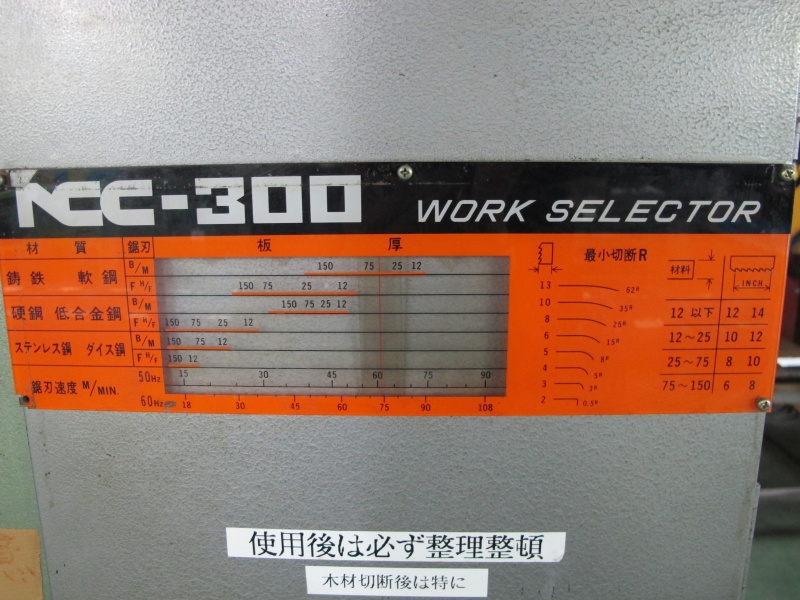 NCC-300 WORK SELECTOR
材質 鋸刃 板厚
鋳鉄 軟鋼 B/M 150 75 25 12
F H/F 150 75 25 12
硬鋼 低合金鋼 B/M 150 75 25 12
F H/F 150 75 25 12
ステンレス鋼 ダイス鋼 B/M 150 75 25 12
F H/F 150 12
鋸刃速度 M/MIN. 50Hz 15 30 45 60 75 90
60Hz 18 30 45 60 75 90 108
最小切断R
13 62R
10 35R
8 25R
6 15R
5 8R
4 5R
3 3R
2 0.5R
材料 INCH
12 以下 12 14
12〜25 10 12
25〜75 8 10
75〜150 6 8
使用後は必ず整理整頓
木材切断後は特に